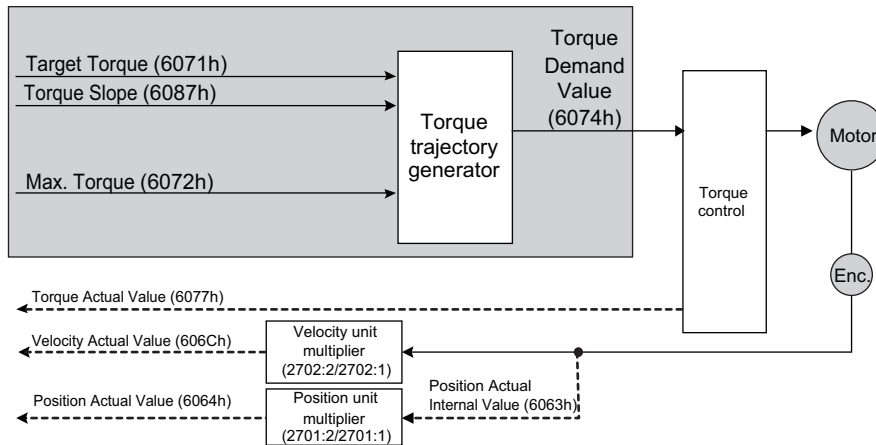 Target Torque (6071h)
Torque Slope (6087h)
Max. Torque (6072h)
Torque
trajectory
generator
Torque
Demand
Value
(6074h)
Torque
control
Motor
Enc.
Torque Actual Value (6077h)
Velocity Actual Value (606Ch)
Velocity unit
multiplier
(2702:2/2702:1)
Position Actual Value (6064h)
Position unit
multiplier
(2701:2/2701:1)
Position Actual
Internal Value (6063h)